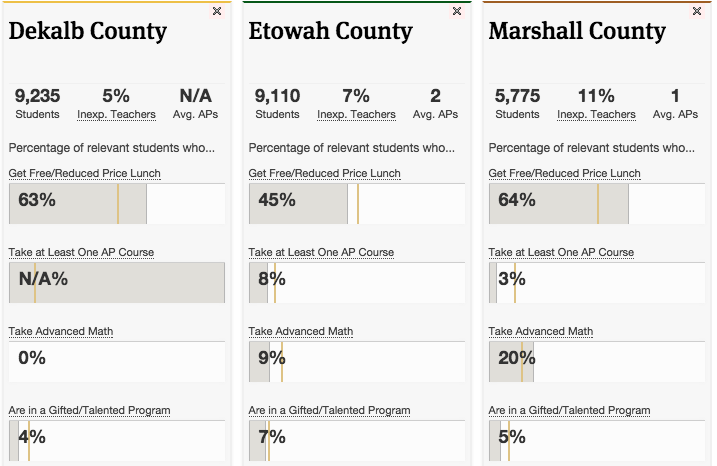 Dekalb County
9,235 5% N/A
Students Inexp. Teachers Avg. APs
Percentage of relevant students who...
Get Free/Reduced Price Lunch
63%
Take at Least One AP Course
N/A%
Take Advanced Math
0%
Are in a Gifted/Talented Program
4%
Etowah County
9,110 7% 2
Students Inexp. Teachers Avg. APs
Percentage of relevant students who...
Get Free/Reduced Price Lunch
45%
Take at Least One AP Course
8%
Take Advanced Math
9%
Are in a Gifted/Talented Program
7%
Marshall County
5,775 11% 1
Students Inexp. Teachers Avg. APs
Percentage of relevant students who...
Get Free/Reduced Price Lunch
64%
Take at Least One AP Course
3%
Take Advanced Math
20%
Are in a Gifted/Talented Program
5%